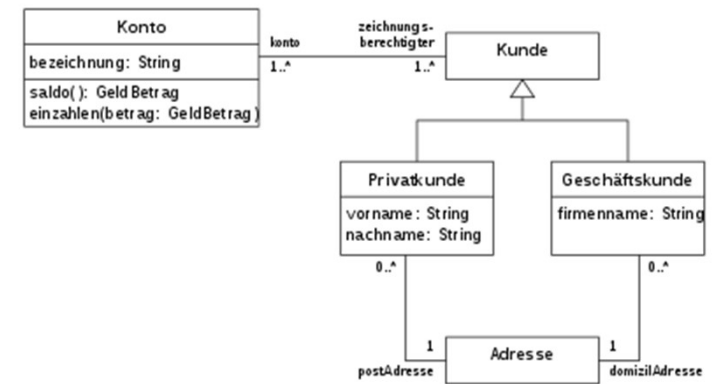 Konto
bezeichnung: String
saldo(): GeldBetrag
einzahlen(betrag: GeldBetrag)
konto
1..*
zeichnungs-
berechtigter
1..*
Kunde
Privatkunde
vorname: String
nachname: String
0..*
Geschäftskunde
firmenname: String
0..*
1
postAdresse
Adresse
1
domizilAdresse